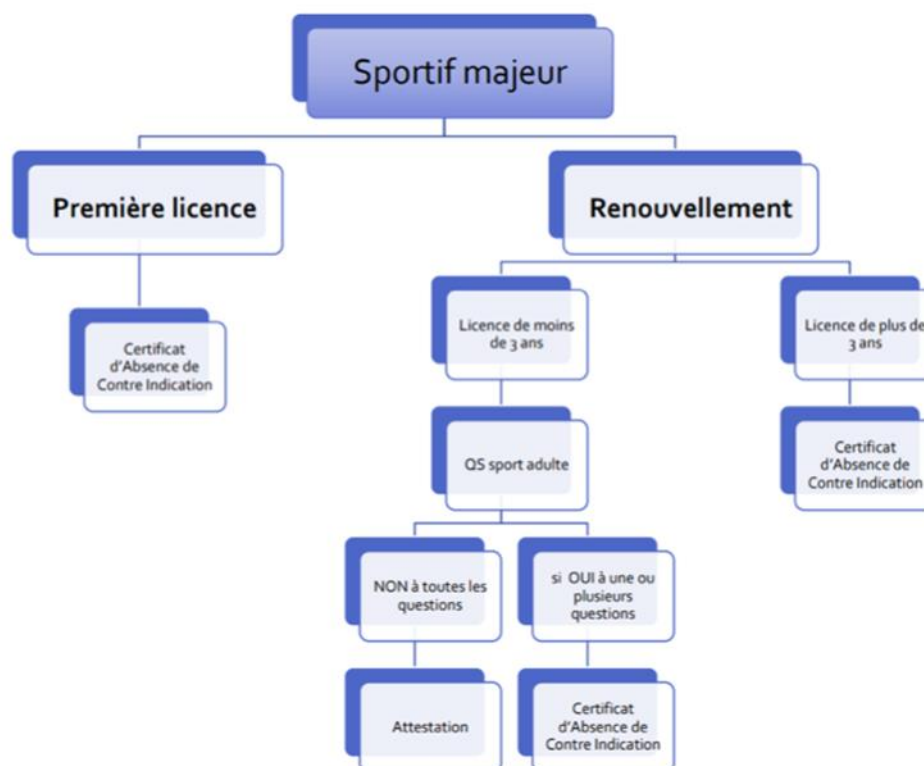 Sportif majeur
Première licence
Renouvellement
Certificat
d'Absence de
Contre Indication
Licence de moins
de 3 ans
Licence de plus de
3 ans
QS sport adulte
Certificat
d'Absence de
Contre Indication
NON à toutes les
questions
si OUI à une ou
plusieurs
questions
Attestation
Certificat
d'Absence de
Contre Indication